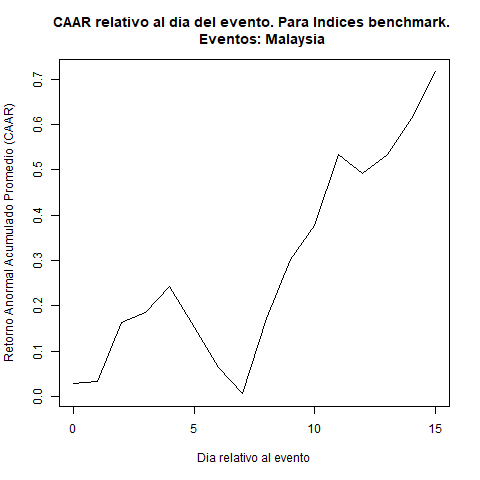 CAAR relativo al dia del evento. Para Indices benchmark.
Eventos: Malaysia
Retorno Anormal Acumulado Promedio (CAAR)
0.7
0.6
0.5
0.4
0.3
0.2
0.1
0.0
0 5 10 15
Dia relativo al evento